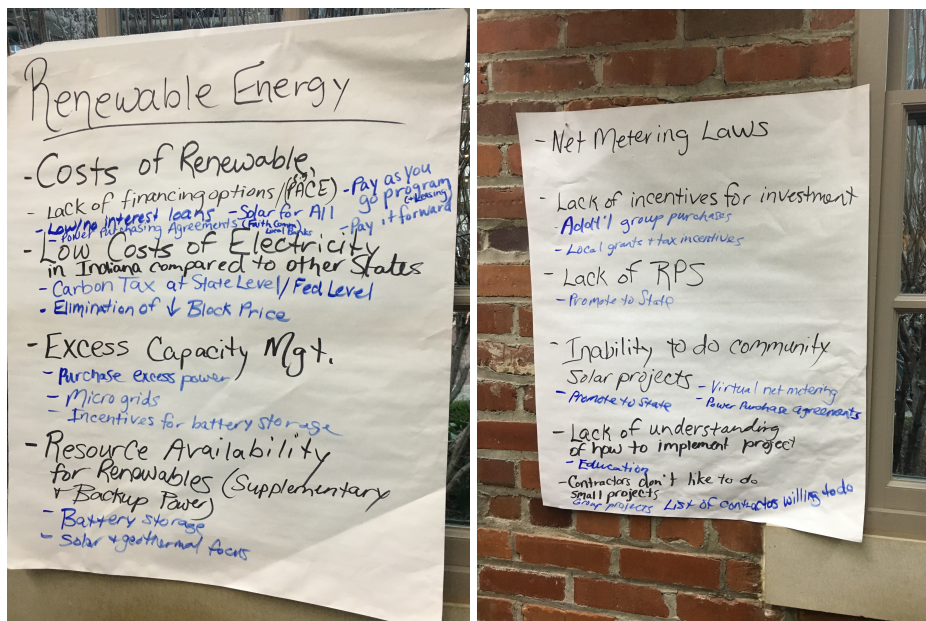 Renewable Energy
- Costs of Renewable
- Lack of financing options/(PACE)
- Pay as you go program
(or leasing)
- Low/no interest loans - Solar for All
- Pay it forward
- Power Purchasing Agreements
- Low Costs of Electricity
in Indiana compared to other States
- Carbon Tax at State Level/Fed Level
- Elimination of ↓ Block Price
- Excess Capacity Mgt.
- Purchase excess power
- Micro grids
- Incentives for battery storage
- Resource Availability
for Renewables (Supplementary
+ Backup Power)
- Battery storage
- Solar + geothermal focus
- Net Metering Laws
- Lack of incentives for investment
- Addt'l group purchases
- Local grants + tax incentives
- Lack of RPS
- Promote to State
- Inability to do community
Solar projects - Virtual net metering
- Promote to State - Power Purchase agreements
- Lack of understanding
of how to implement project
- Education
- Contractors don't like to do
small projects
Group projects List of contractos willing to do